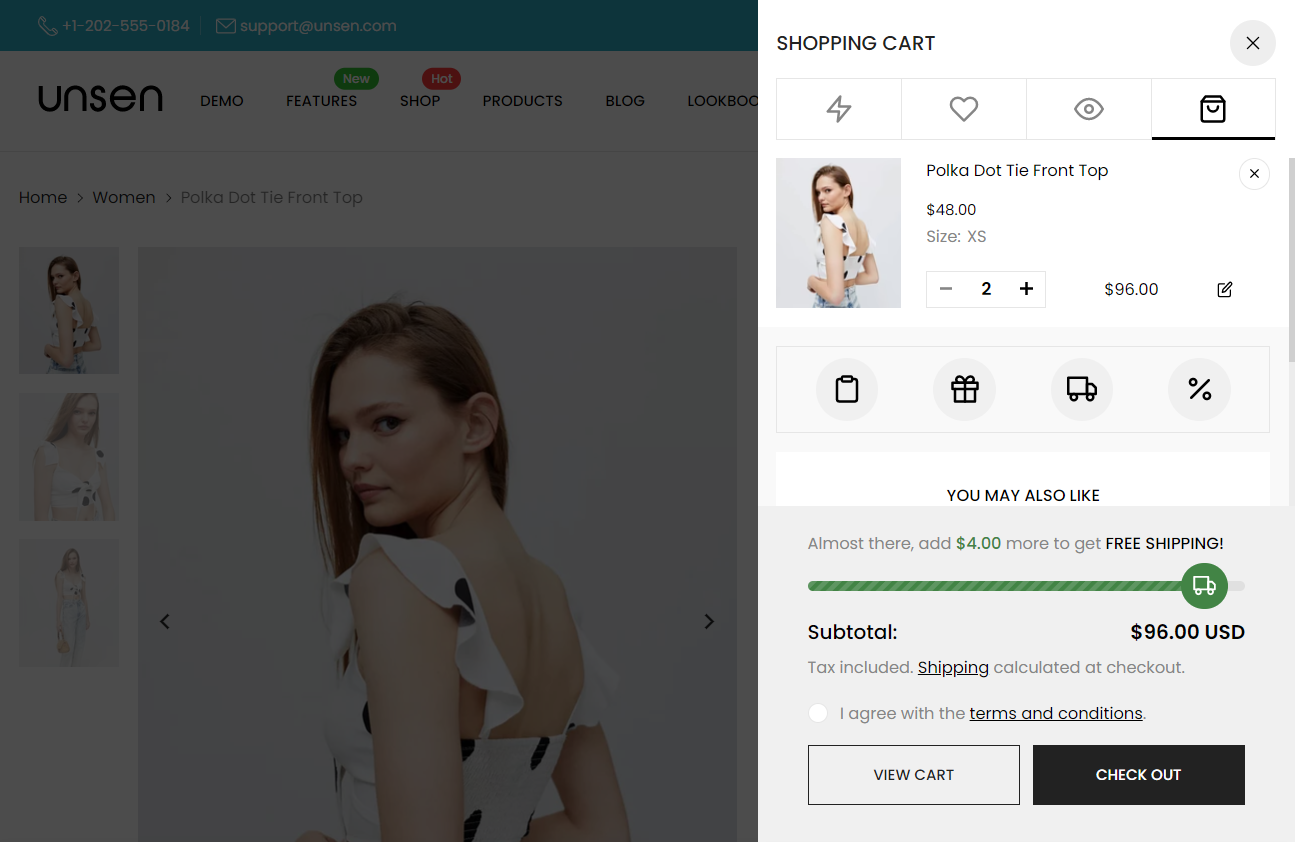 +1-202-555-0184
support@unsen.com
unsen
DEMO
FEATURES
New
SHOP
Hot
PRODUCTS
BLOG
LOOKBOO
Home
Women
Polka Dot Tie Front Top
SHOPPING CART
Polka Dot Tie Front Top
$48.00
Size: XS
2
$96.00
YOU MAY ALSO LIKE
Almost there, add $4.00 more to get FREE SHIPPING!
Subtotal:
$96.00 USD
Tax included. Shipping calculated at checkout.
I agree with the terms and conditions.
VIEW CART
CHECK OUT